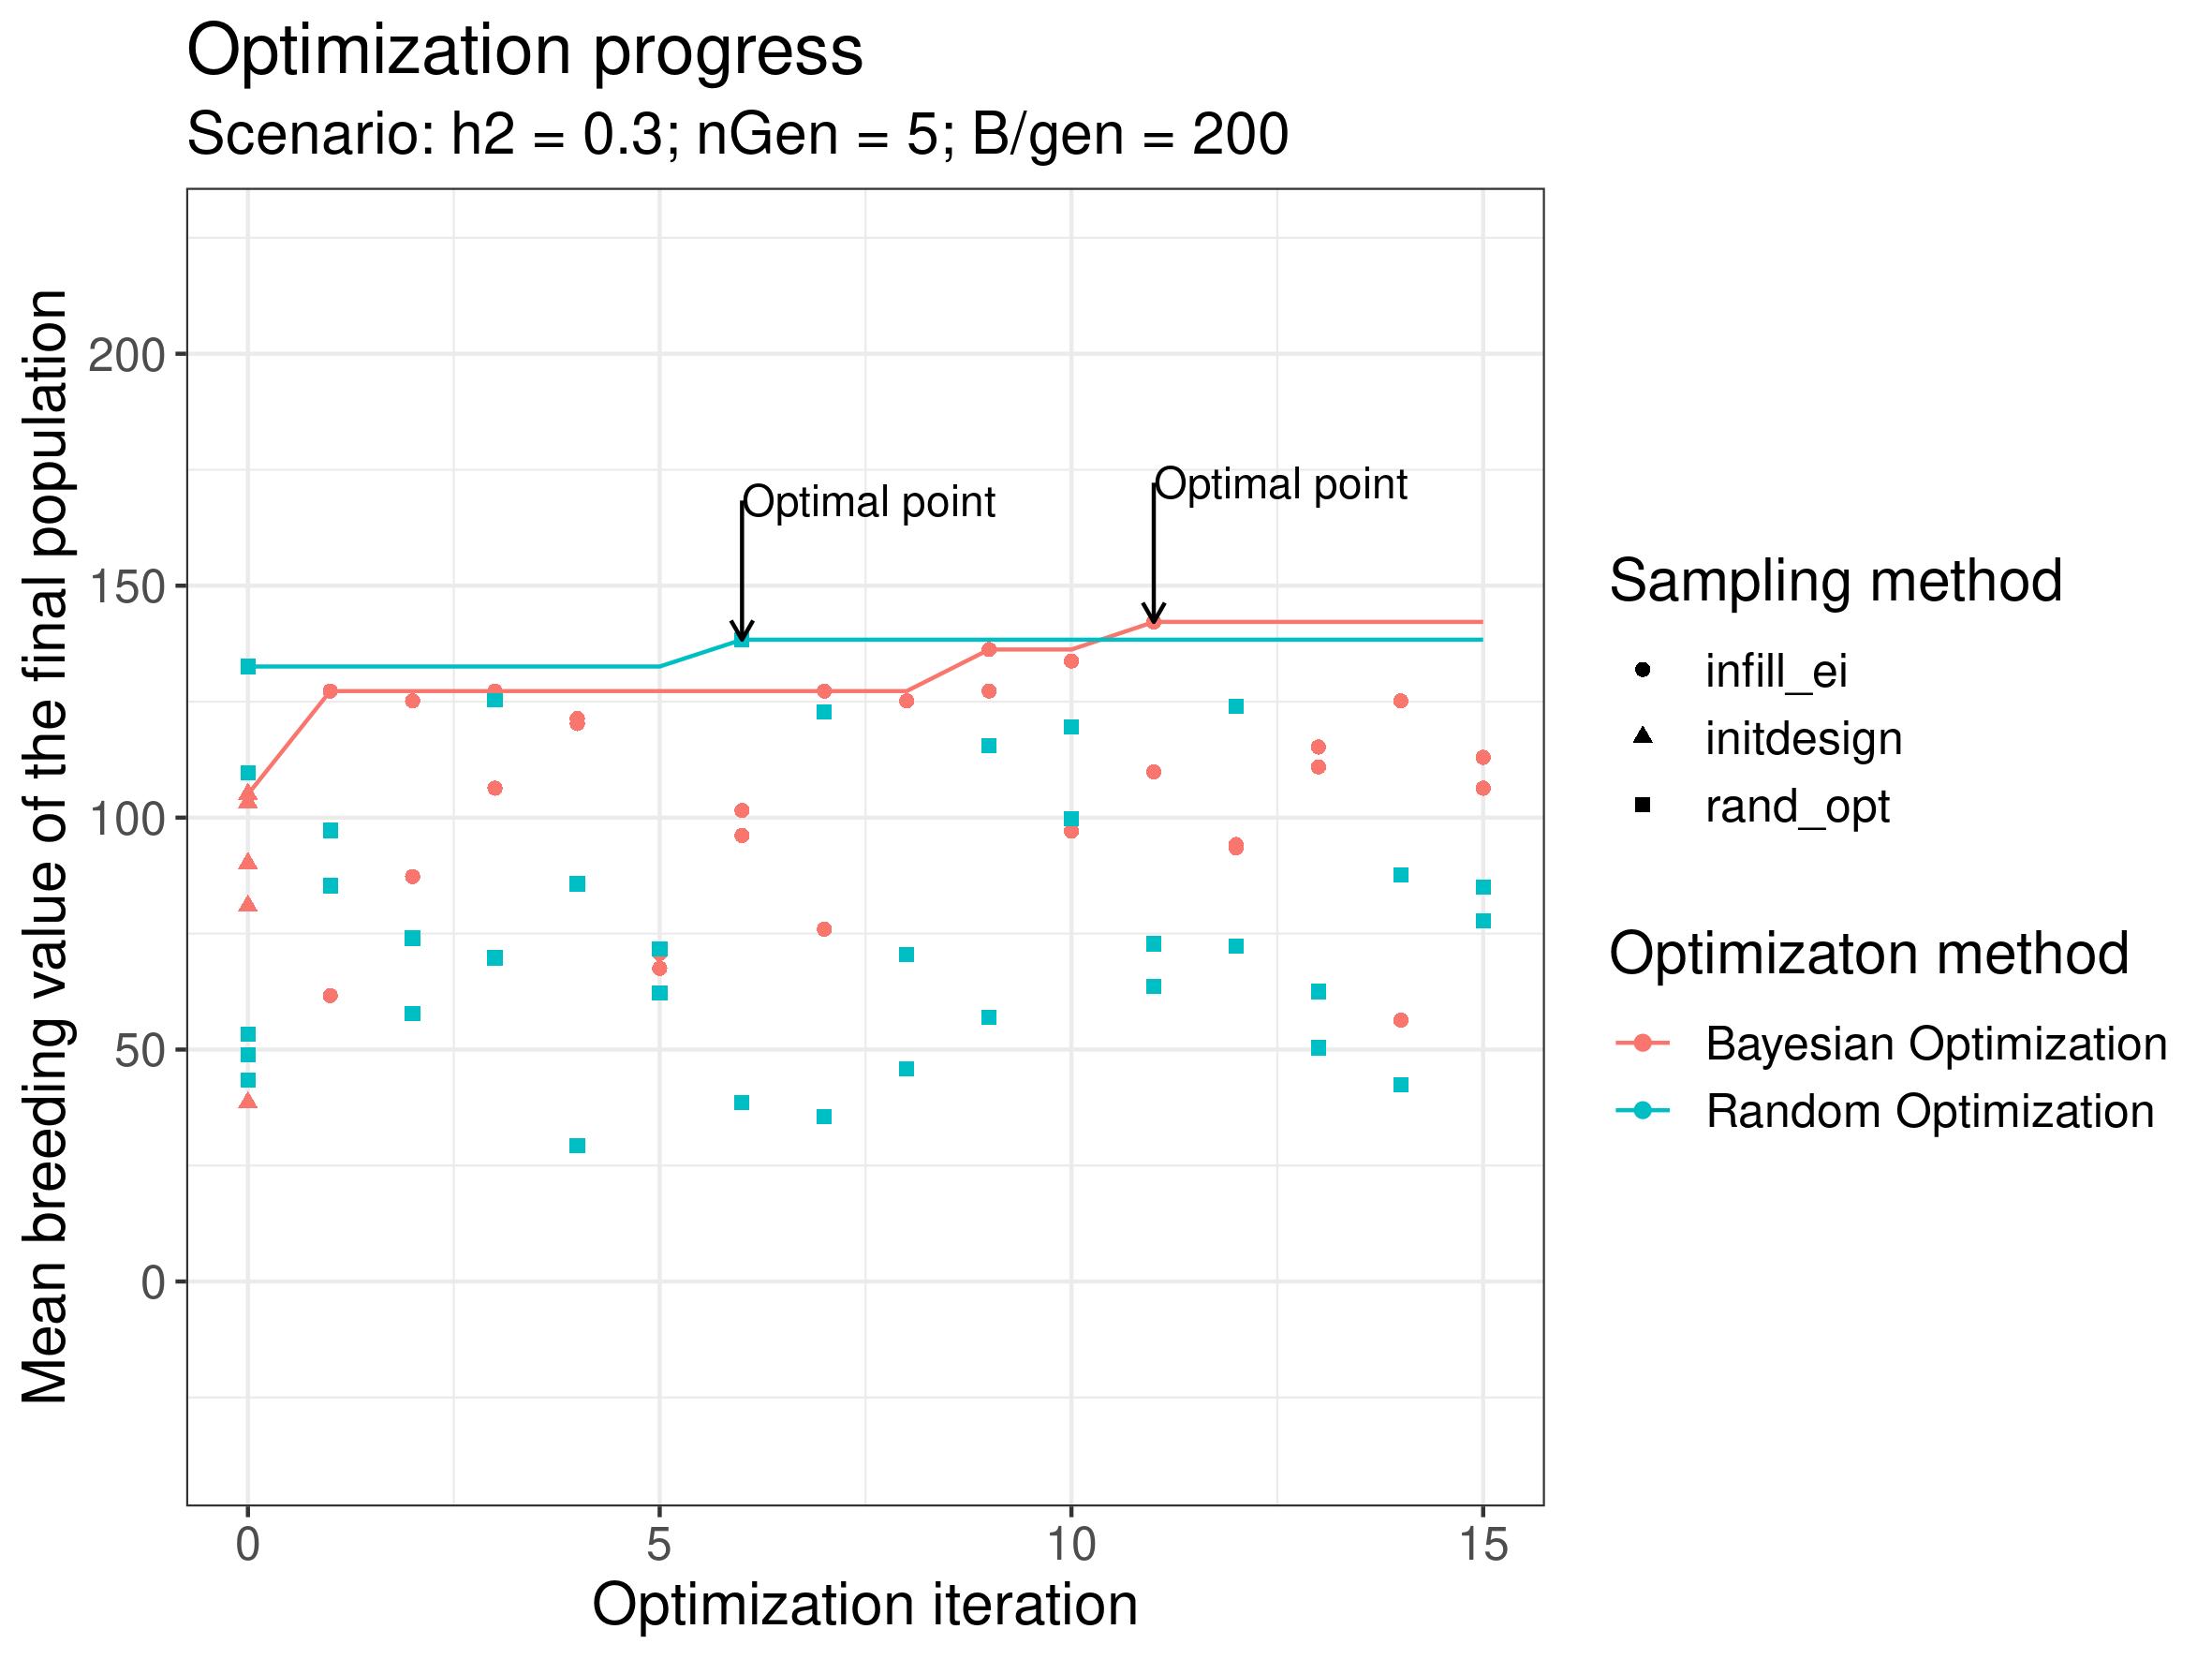 Optimization progress
Scenario: h2 = 0.3; nGen = 5; B/gen = 200
Mean breeding value of the final population
200
150
100
50
0
Optimal point
Optimal point
0
5
10
15
Optimization iteration
Sampling method
infill_ei
initdesign
rand_opt
Optimizaton method
Bayesian Optimization
Random Optimization